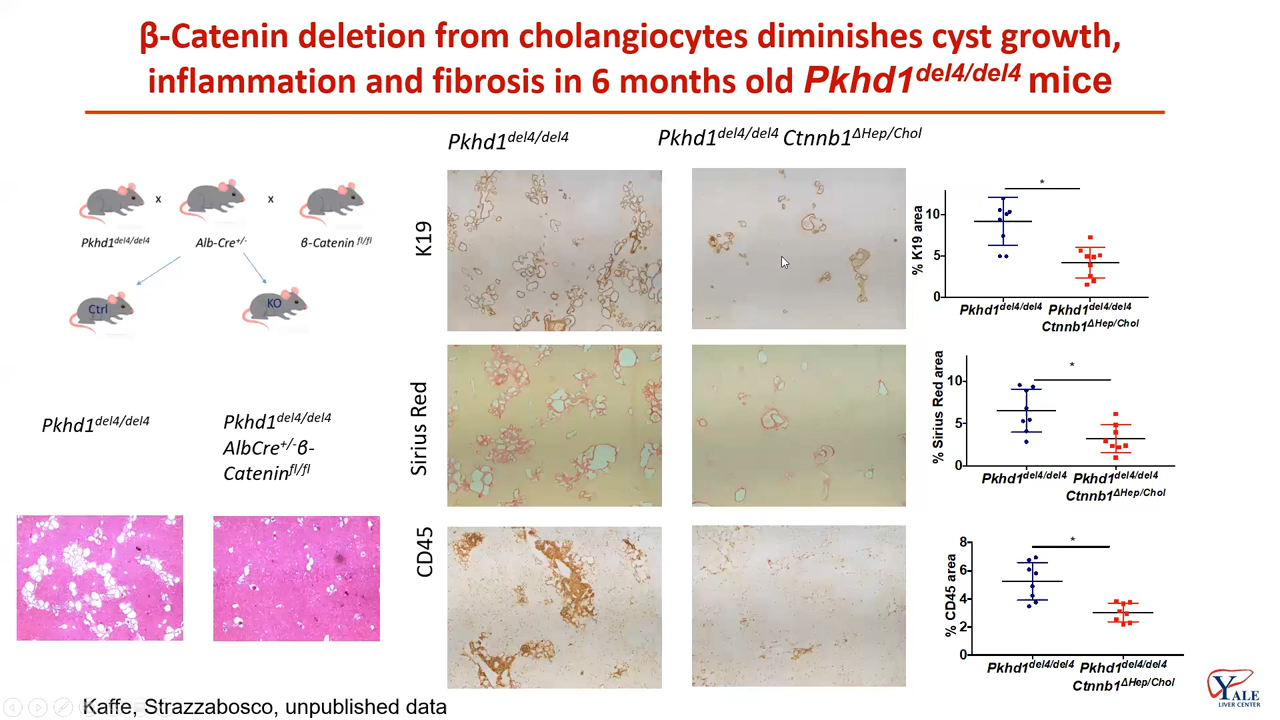 β-Catenin deletion from cholangiocytes diminishes cyst growth,
inflammation and fibrosis in 6 months old Pkhd1del4/del4 mice
Pkhd1del4/del4
Pkhd1del4/del4 Ctnnb1ΔHep/Chol
x
x
Pkhd1del4/del4
Alb-Cre+/-
β-Catenin fl/fl
Ctrl
KO
K19
% K19 area
10
5
0
*
Pkhd1del4/del4
Pkhd1del4/del4
Ctnnb1ΔHep/Chol
Pkhd1del4/del4
Pkhd1del4/del4
AlbCre+/-β-
Cateninfl/fl
Sirius Red
% Sirius Red area
10
5
0
*
Pkhd1del4/del4
Pkhd1del4/del4
Ctnnb1ΔHep/Chol
CD45
% CD45 area
8
6
4
2
0
*
Pkhd1del4/del4
Pkhd1del4/del4
Ctnnb1ΔHep/Chol
Kaffe, Strazzabosco, unpublished data
YALE
LIVER CENTER